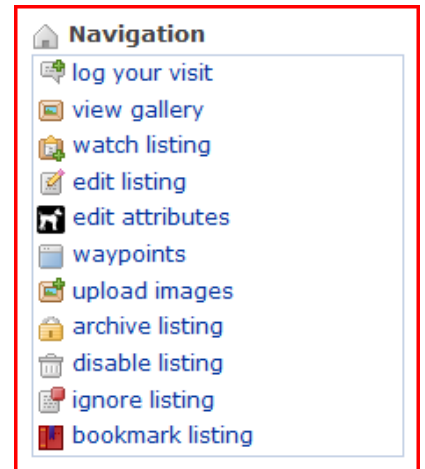 Navigation
log your visit
view gallery
watch listing
edit listing
edit attributes
waypoints
upload images
archive listing
disable listing
ignore listing
bookmark listing